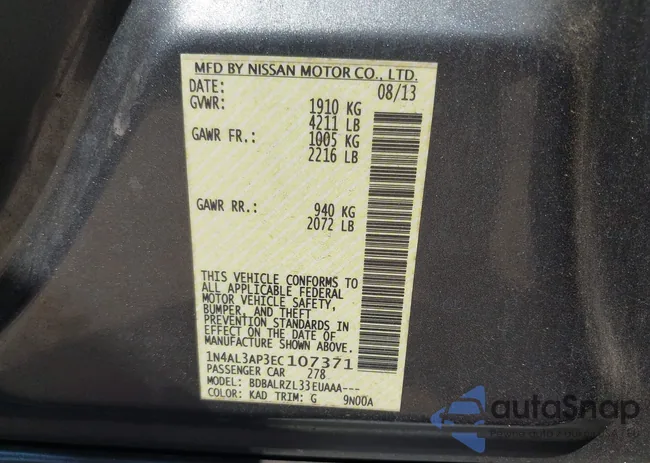 MFD BY NISSAN MOTOR CO., LTD.
DATE: 08/13
GVWR: 1910 KG
4211 LB
GAWR FR.: 1005 KG
2216 LB
GAWR RR.: 940 KG
2072 LB
THIS VEHICLE CONFORMS TO
ALL APPLICABLE FEDERAL
MOTOR VEHICLE SAFETY,
BUMPER, AND THEFT
PREVENTION STANDARDS IN
EFFECT ON THE DATE OF
MANUFACTURE SHOWN ABOVE.
1N4AL3AP3EC107371
PASSENGER CAR 278
MODEL: BDBALRZL33EUAAA---
COLOR: KAD TRIM: G 9N00A
autoSnap